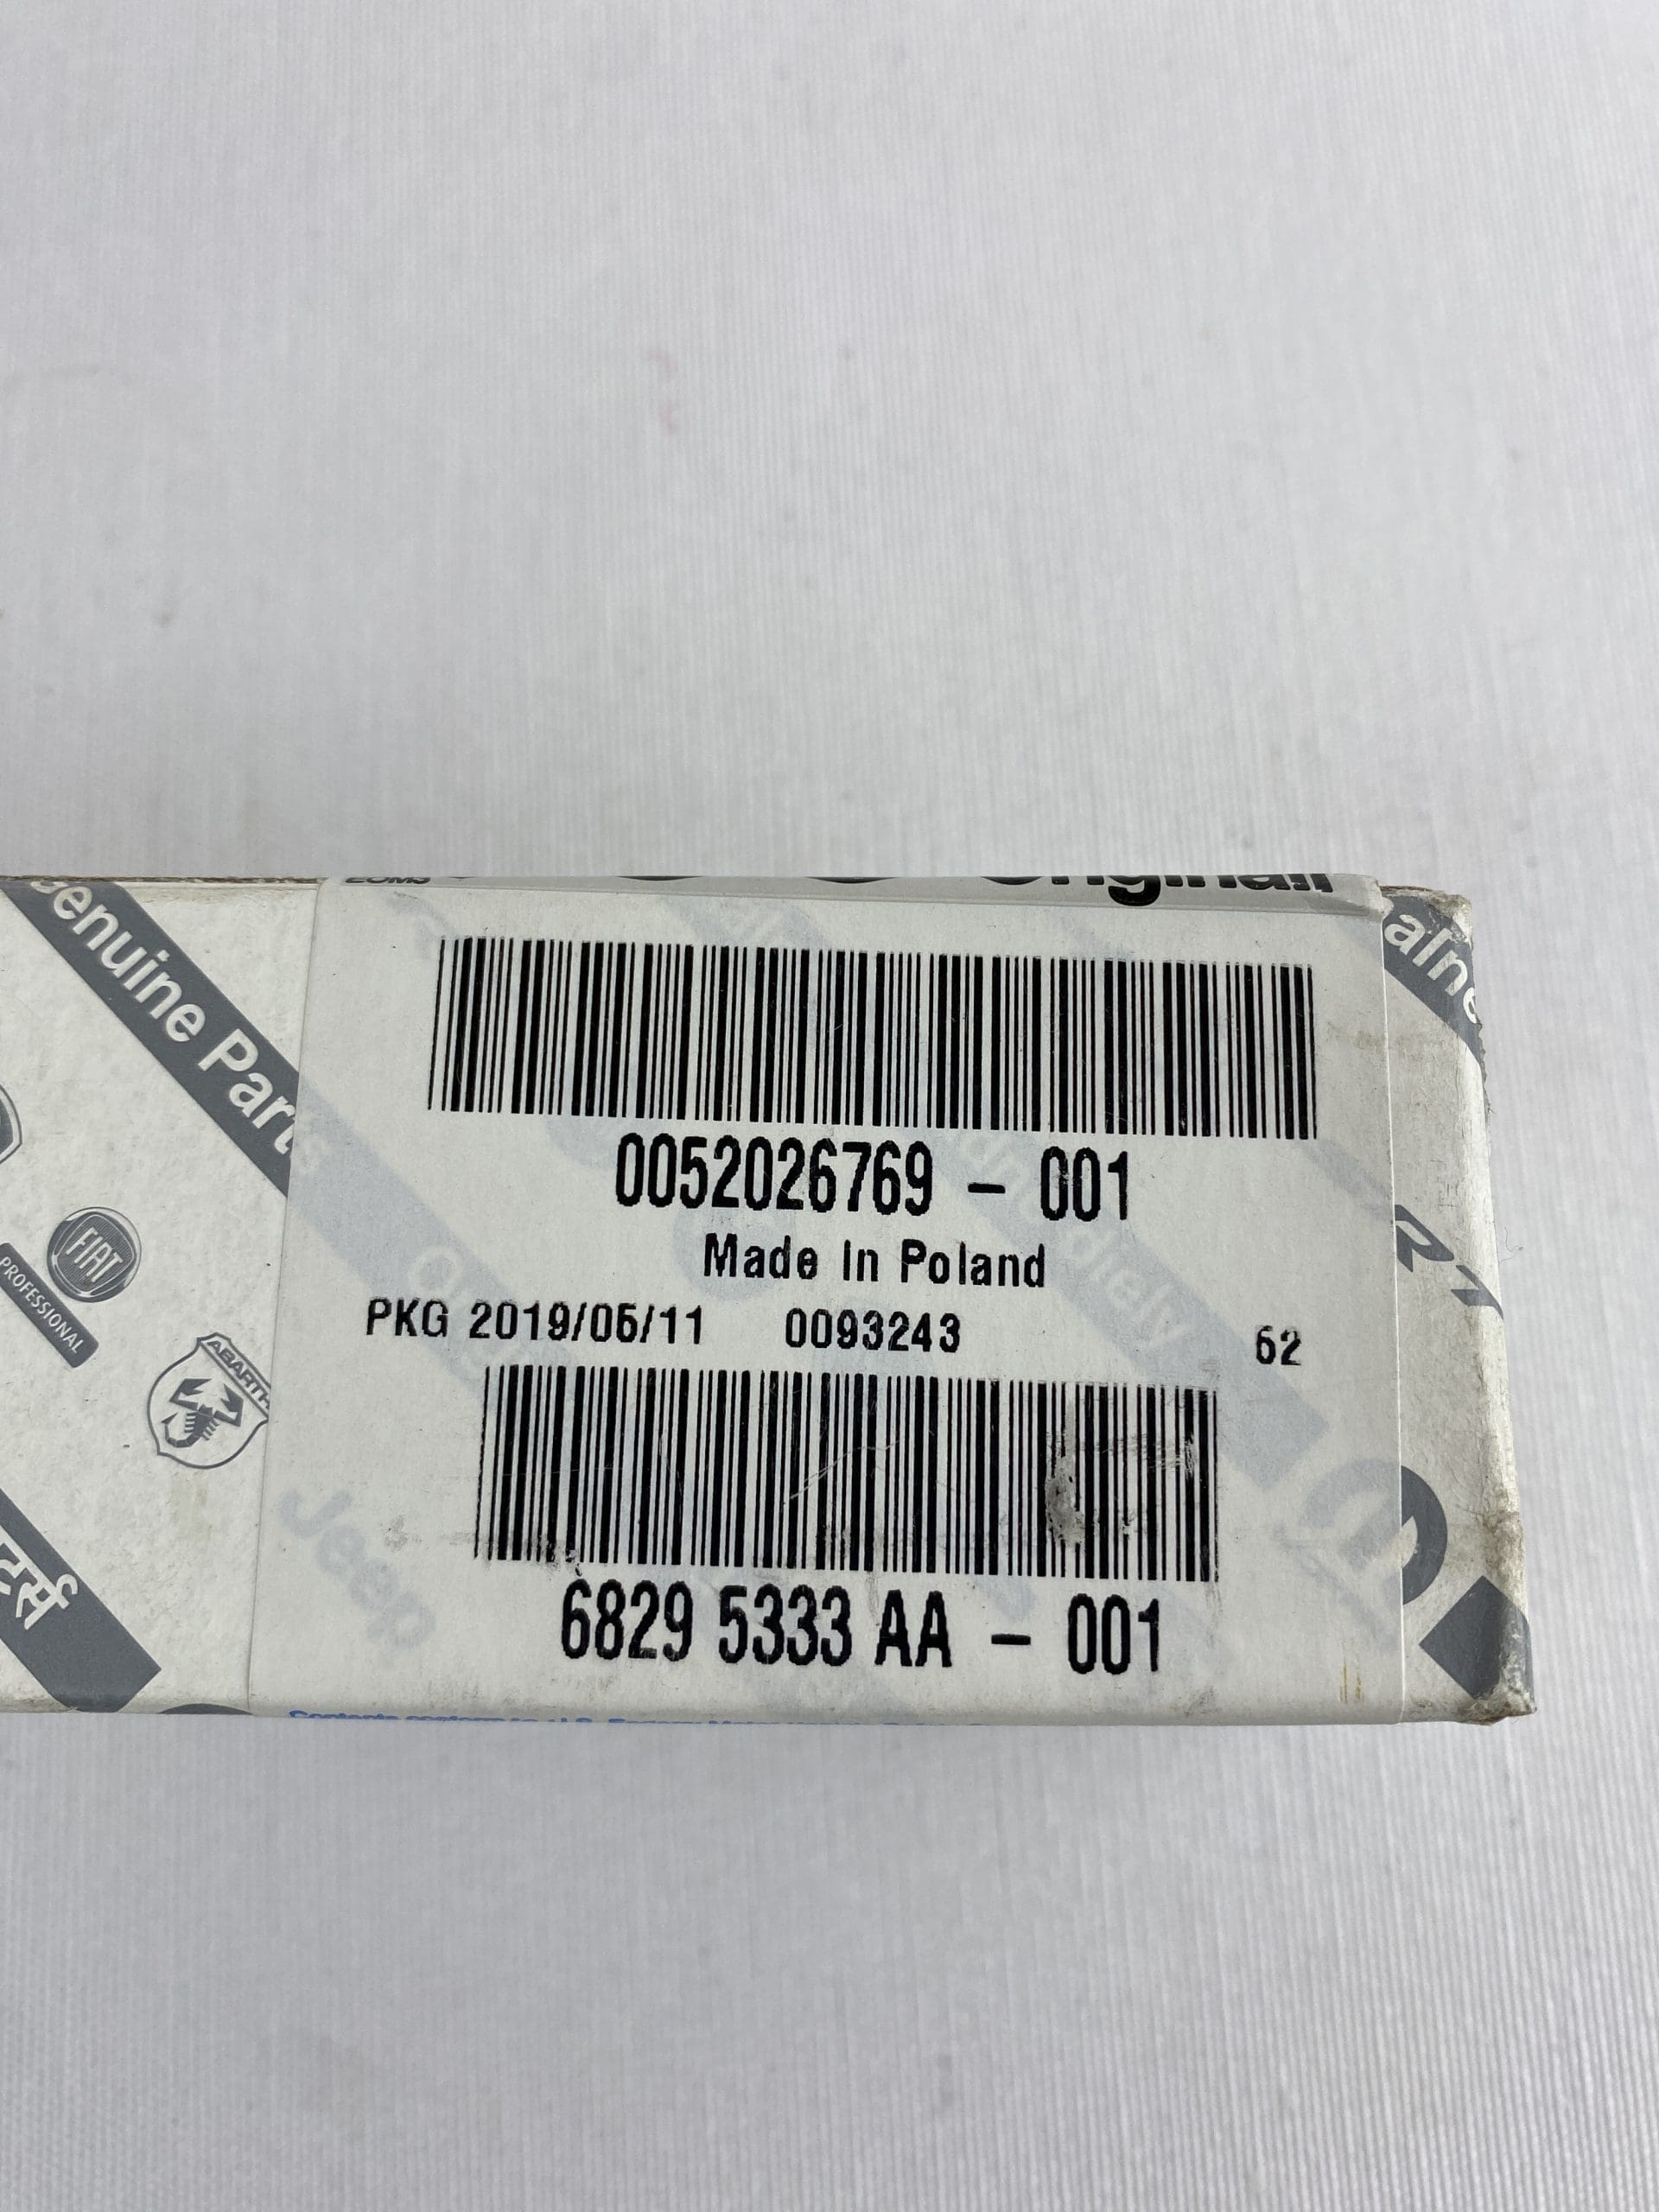 Originali
0052026769 - 001
Made In Poland
PKG 2019/05/11 0093243 62
6829 5333 AA - 001
Genuine Parts
FIAT
PROFESSIONAL
ABARTH
Jeep